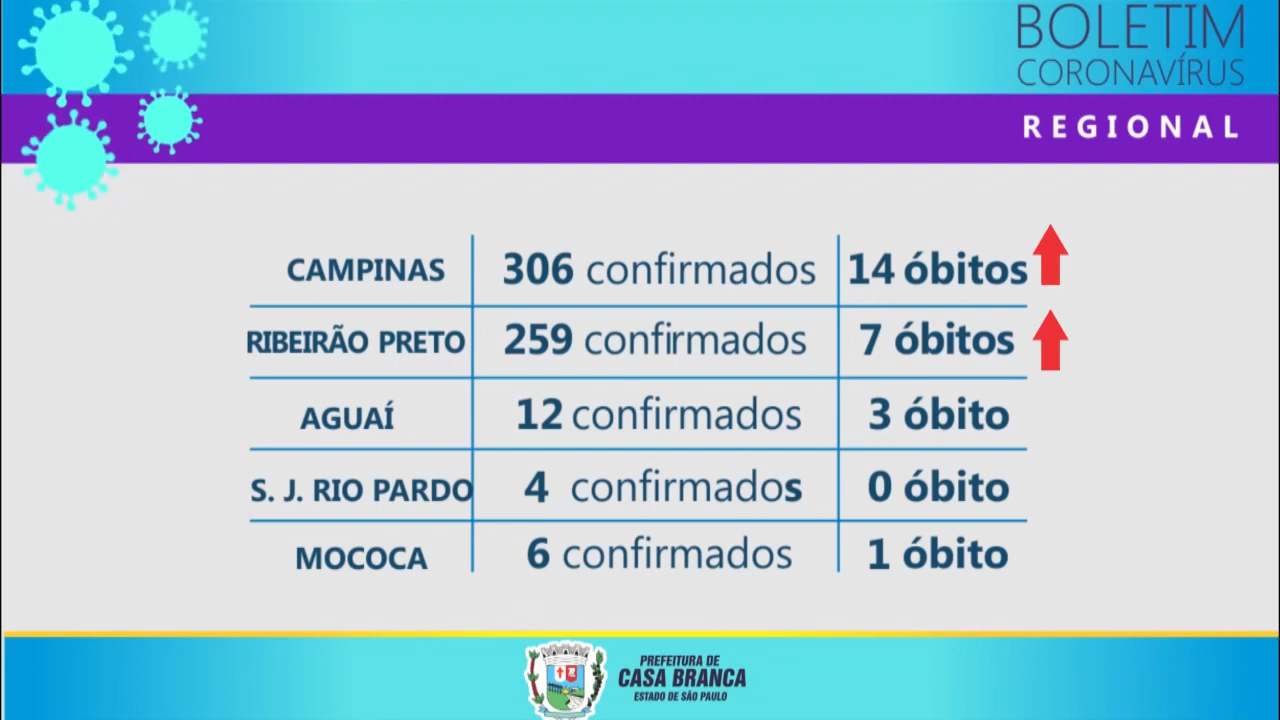 BOLETIM
CORONAVÍRUS
REGIONAL
CAMPINAS 306 confirmados 14 óbitos
RIBEIRÃO PRETO 259 confirmados 7 óbitos
AGUAÍ 12 confirmados 3 óbito
S. J. RIO PARDO 4 confirmados 0 óbito
MOCOCA 6 confirmados 1 óbito
PREFEITURA DE
CASA BRANCA
ESTADO DE SÃO PAULO